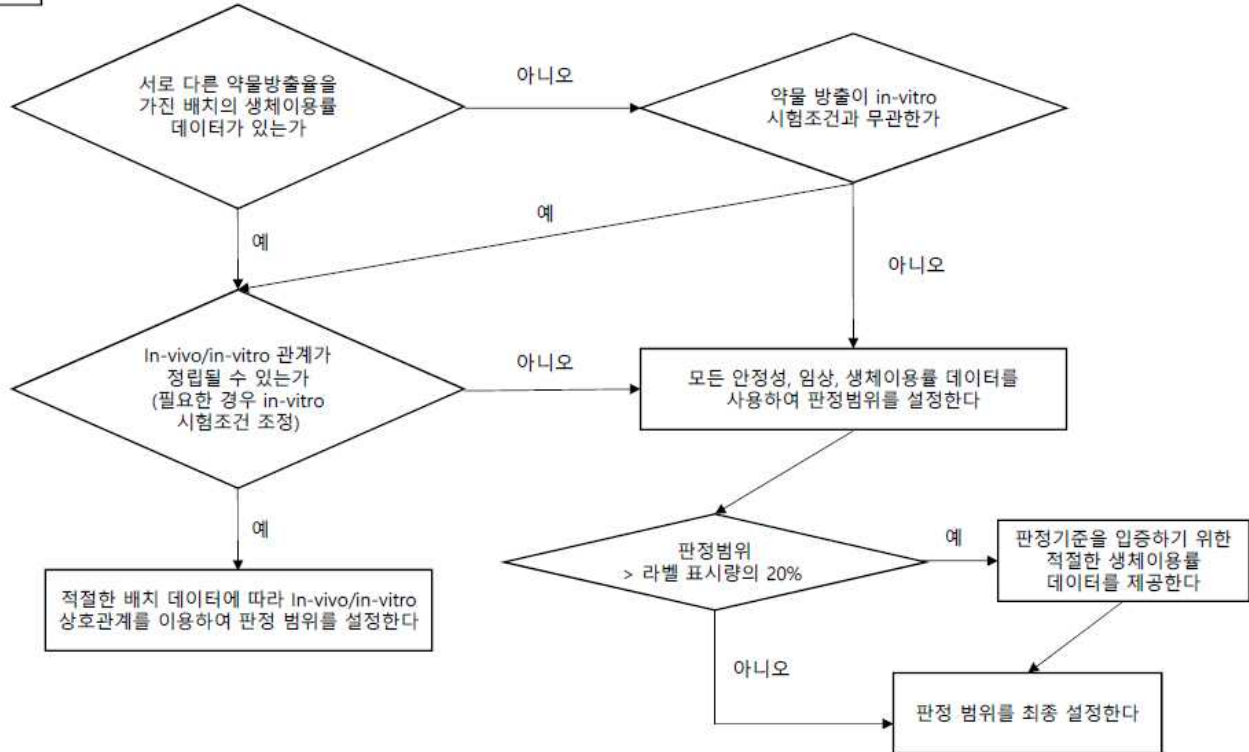 서로 다른 약물방출율을
가진 배치의 생체이용률
데이터가 있는가
아니오
약물 방출이 in-vitro
시험조건과 무관한가
예
예
아니오
In-vivo/in-vitro 관계가
정립될 수 있는가
(필요한 경우 in-vitro
시험조건 조정)
아니오
모든 안정성, 임상, 생체이용률 데이터를
사용하여 판정범위를 설정한다
예
적절한 배치 데이터에 따라 In-vivo/in-vitro
상호관계를 이용하여 판정 범위를 설정한다
판정범위
> 라벨 표시량의 20%
예
판정기준을 입증하기 위한
적절한 생체이용률
데이터를 제공한다
아니오
판정 범위를 최종 설정한다